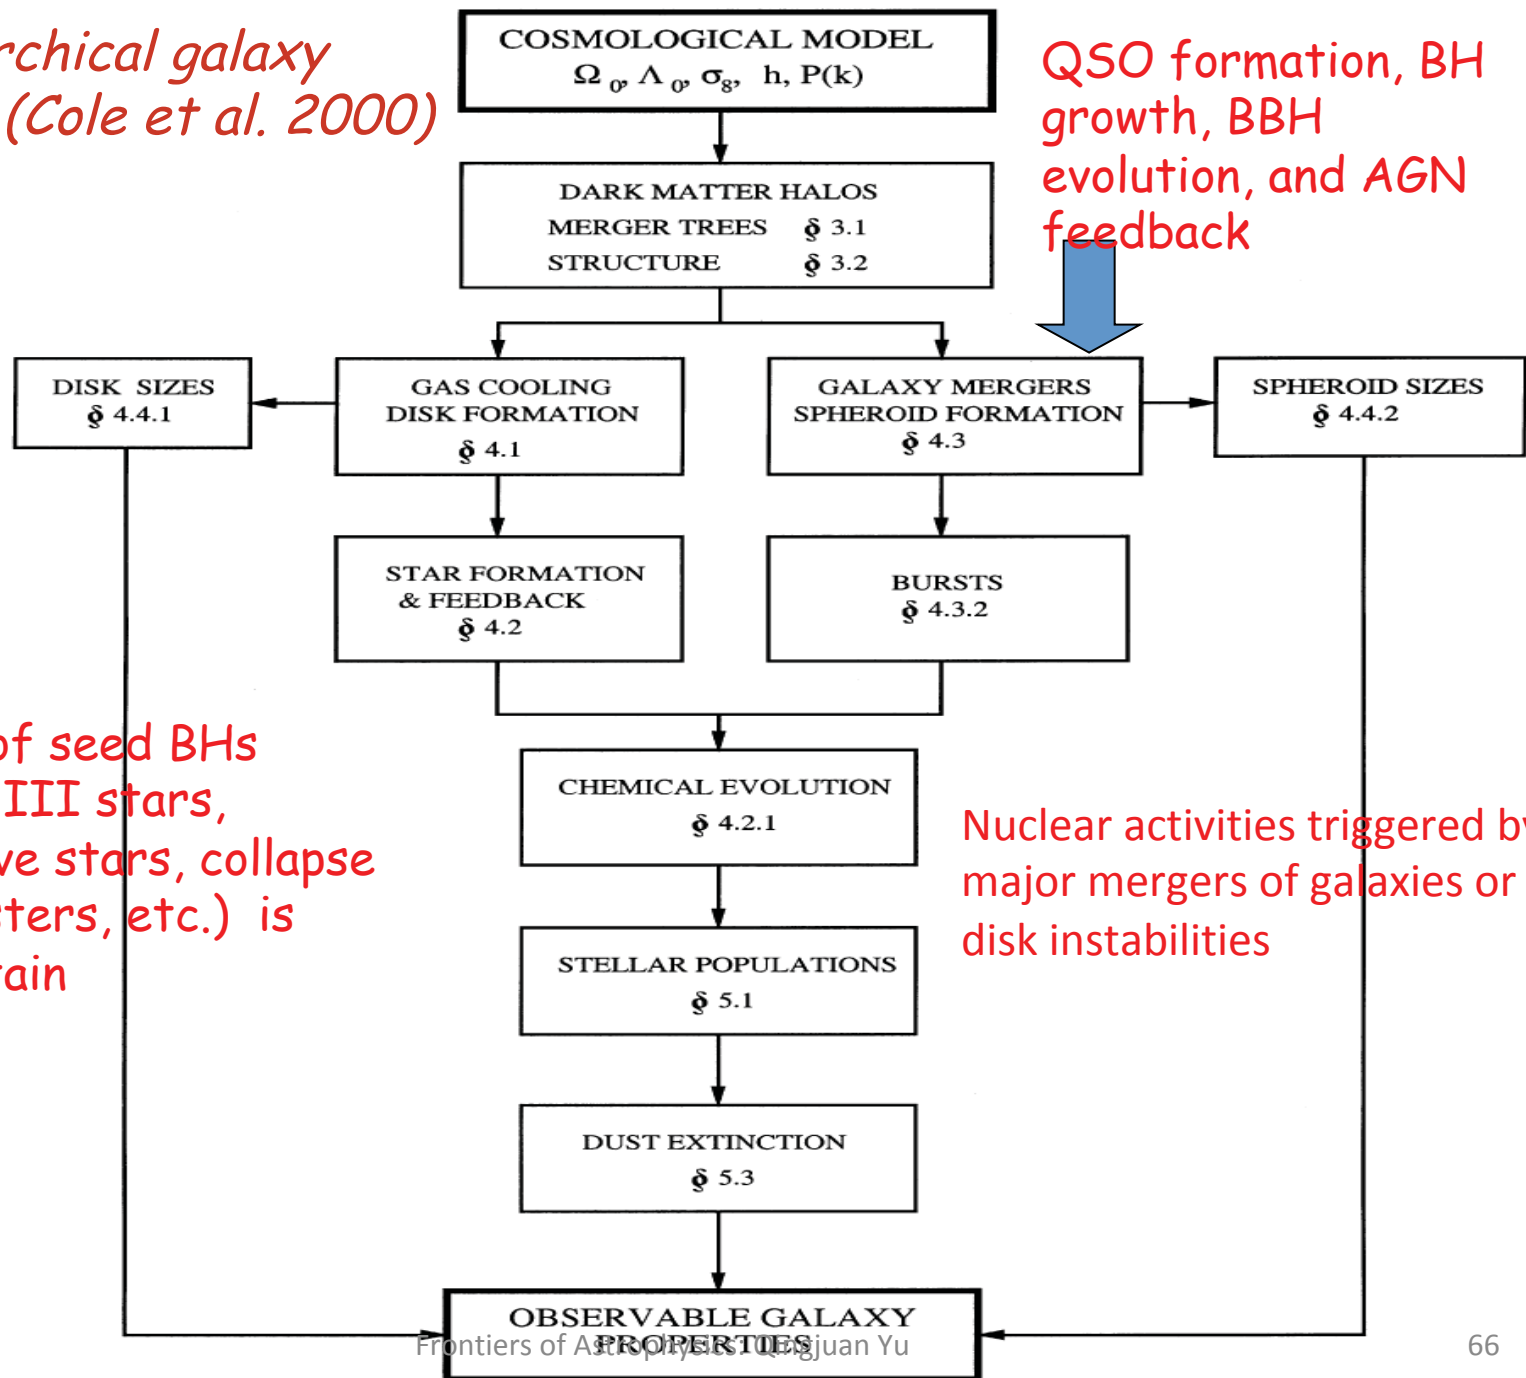 rchical galaxy
(Cole et al. 2000)
COSMOLOGICAL MODEL
Ω₀, Λ₀, σ₈, h, P(k)
QSO formation, BH
growth, BBH
evolution, and AGN
feedback
DARK MATTER HALOS
MERGER TREES § 3.1
STRUCTURE § 3.2
DISK SIZES
§ 4.4.1
GAS COOLING
DISK FORMATION
§ 4.1
GALAXY MERGERS
SPHEROID FORMATION
§ 4.3
SPHEROID SIZES
§ 4.4.2
STAR FORMATION
& FEEDBACK
§ 4.2
BURSTS
§ 4.3.2
of seed BHs
III stars,
ve stars, collapse
sters, etc.) is
tain
CHEMICAL EVOLUTION
§ 4.2.1
Nuclear activities triggered by
major mergers of galaxies or
disk instabilities
STELLAR POPULATIONS
§ 5.1
DUST EXTINCTION
§ 5.3
OBSERVABLE GALAXY
PROPERTIES
Frontiers of Astrophysics: Qingjuan Yu
66